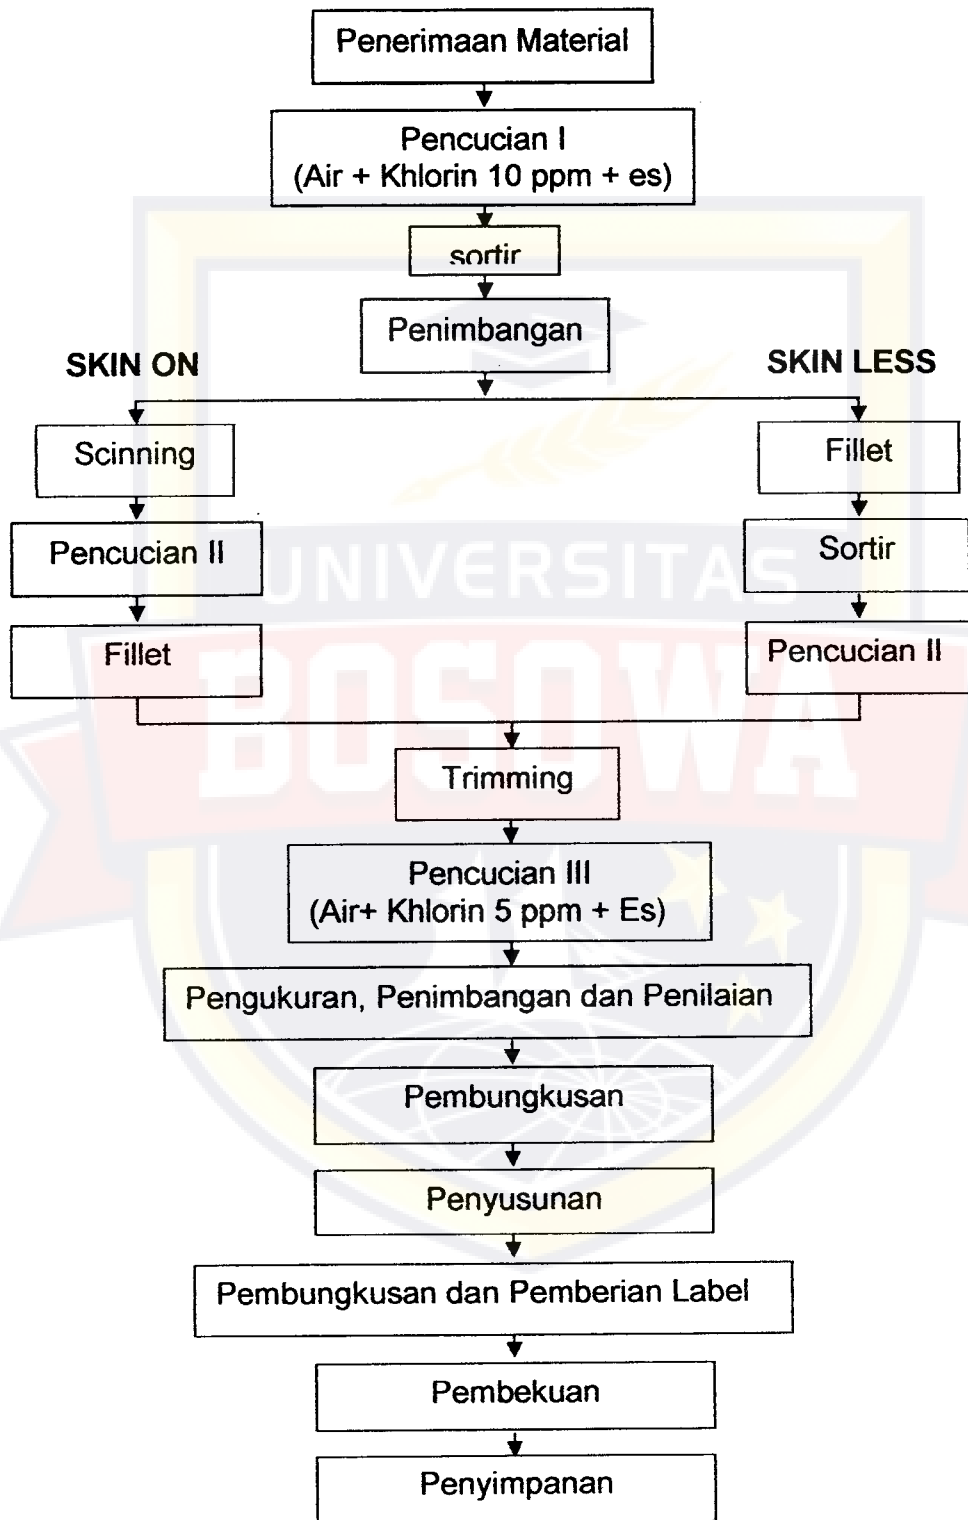 Penerimaan Material
Pencucian I
(Air + Khlorin 10 ppm + es)
sortir
Penimbangan
SKIN ON
SKIN LESS
Scinning
Fillet
Pencucian II
Sortir
Fillet
Pencucian II
Trimming
Pencucian III
(Air+ Khlorin 5 ppm + Es)
Pengukuran, Penimbangan dan Penilaian
Pembungkusan
Penyusunan
Pembungkusan dan Pemberian Label
Pembekuan
Penyimpanan
UNIVERSITAS
BOSOWA